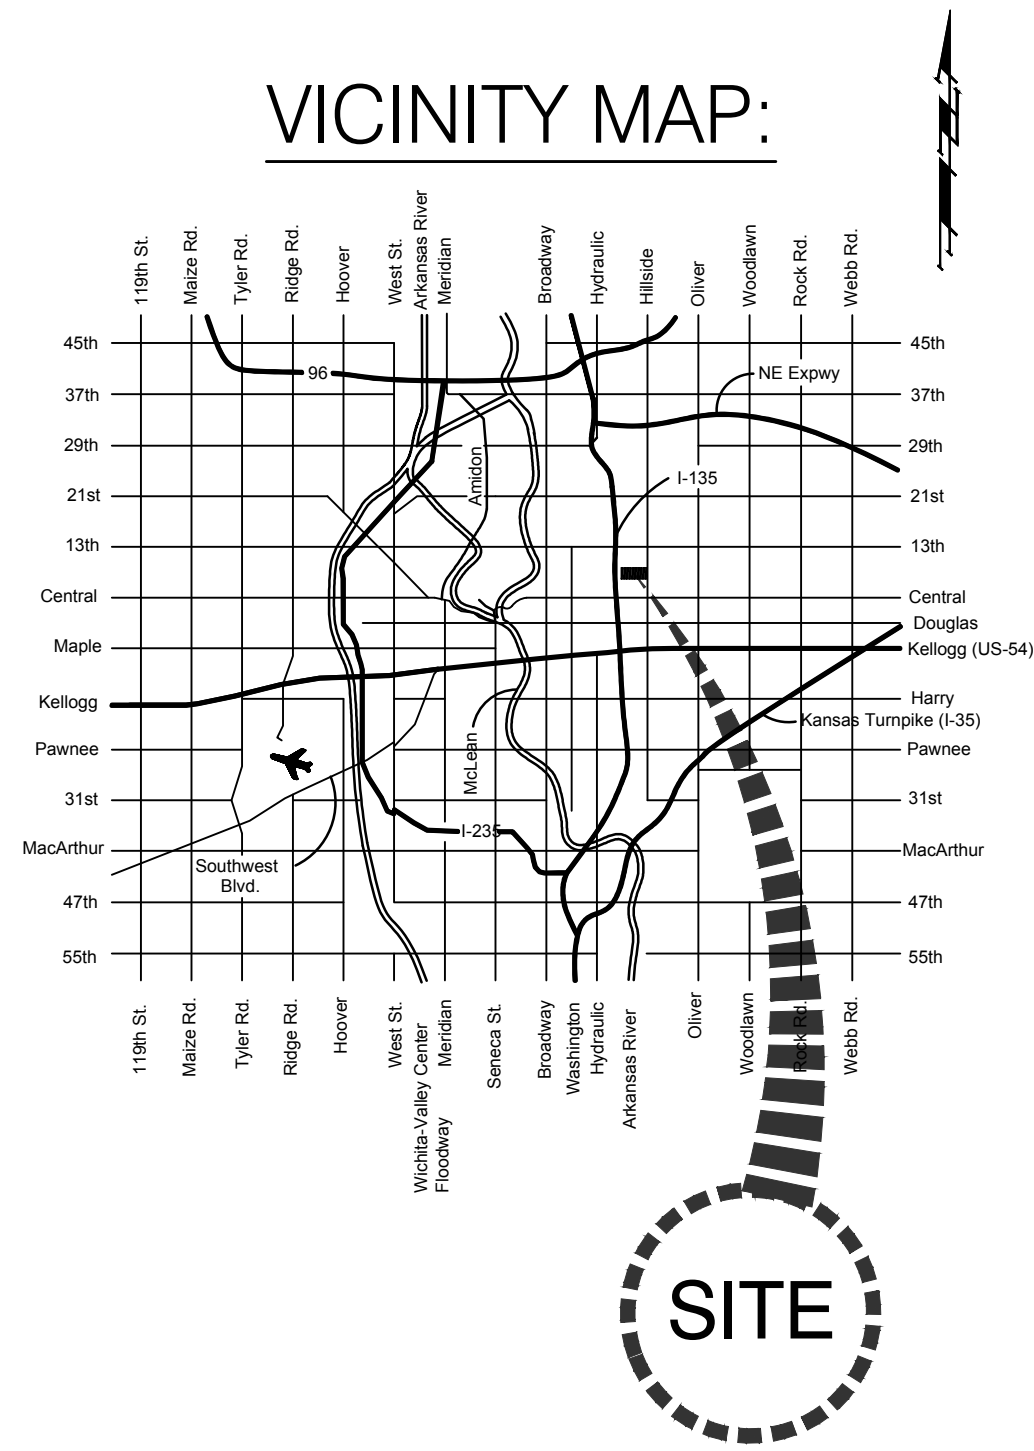 VICINITY MAP:
119th St.
Maize Rd.
Tyler Rd.
Ridge Rd.
Hoover
West St.
Arkansas River
Meridian
Broadway
Hydraulic
Hillside
Oliver
Woodlawn
Rock Rd.
Webb Rd.
45th
45th
96
NE Expwy
37th
37th
29th
29th
Amidon
I-135
21st
21st
13th
13th
Central
Central
Douglas
Maple
Kellogg (US-54)
Kellogg
Harry
Kansas Turnpike (I-35)
Pawnee
Pawnee
McLean
31st
31st
I-235
MacArthur
MacArthur
Southwest
Blvd.
47th
47th
55th
55th
119th St.
Maize Rd.
Tyler Rd.
Ridge Rd.
Hoover
West St.
Wichita-Valley Center
Floodway
Meridian
Seneca St.
Broadway
Washington
Hydraulic
Arkansas River
Oliver
Woodlawn
Rock Rd.
Webb Rd.
SITE